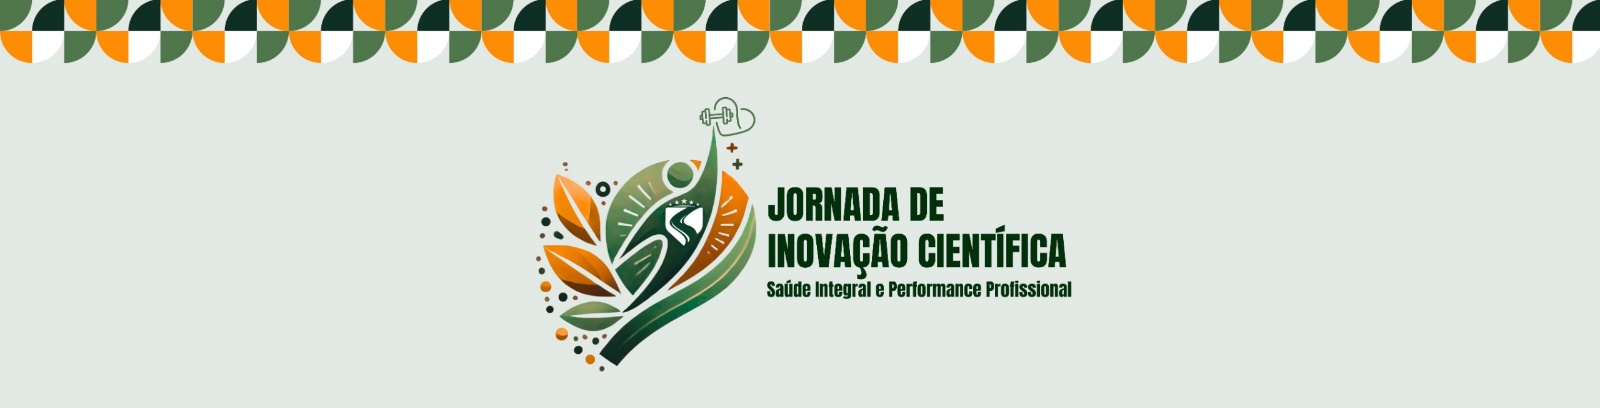 JORNADA DE
INOVAÇÃO CIENTÍFICA
Saúde Integral e Performance Profissional